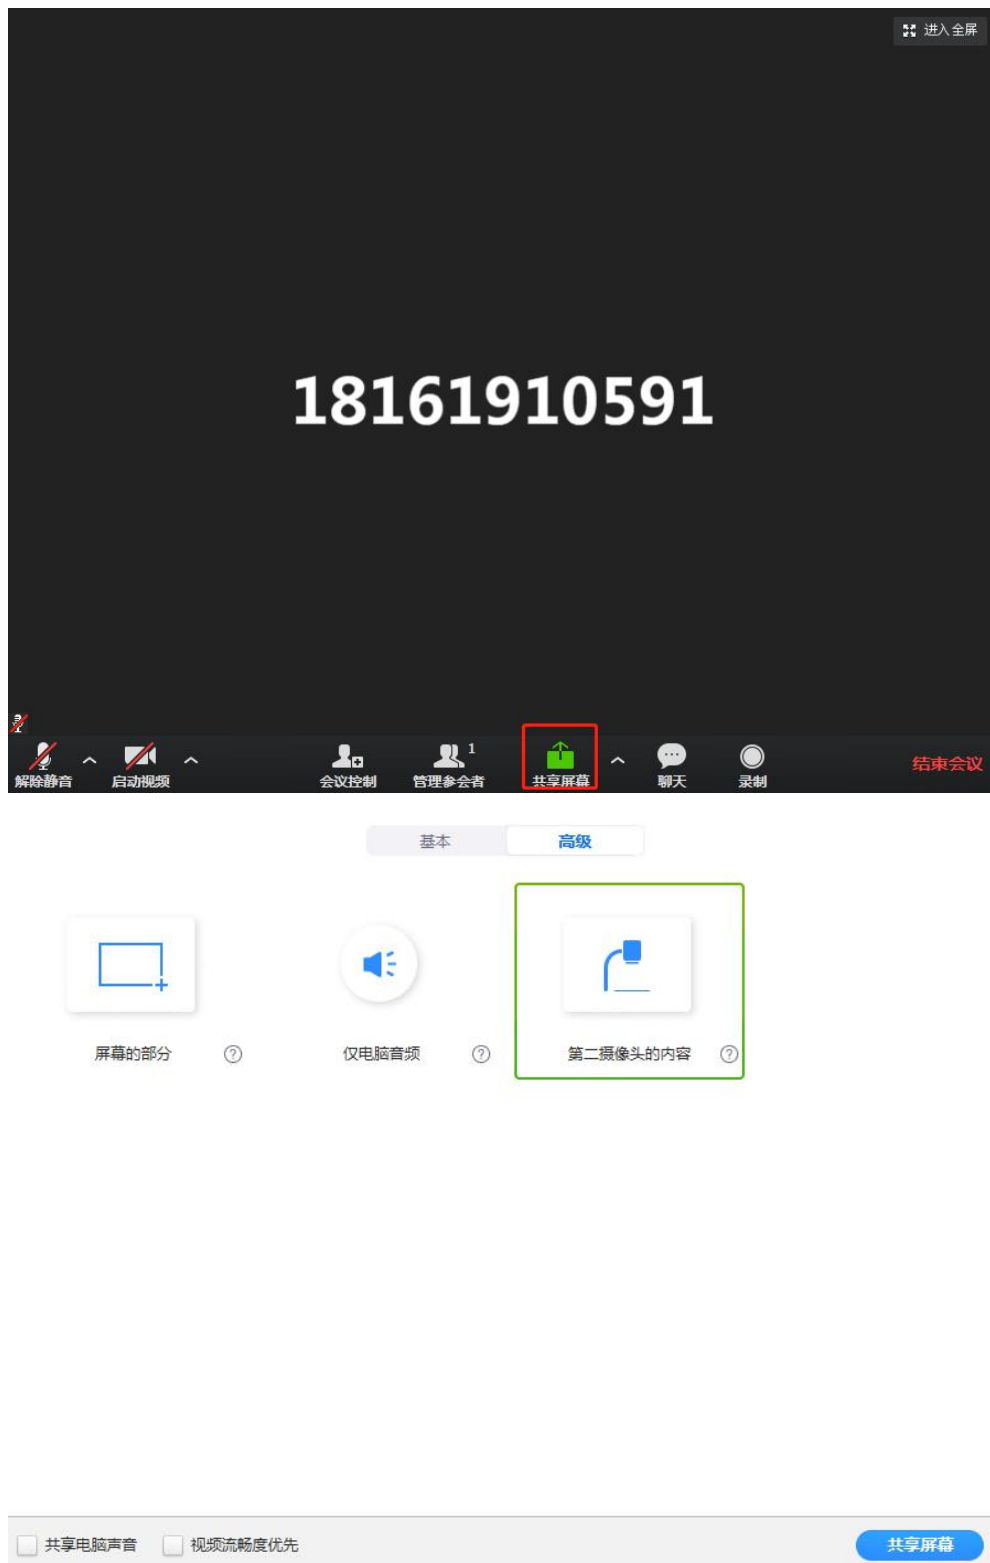 进入全屏
18161910591
解除静音 启动视频 会议控制 管理参会者 1 共享屏幕 聊天 录制 结束会议
基本 高级
屏幕的部分 ? 仅电脑音频 ? 第二摄像头的内容 ?
共享电脑声音 视频流畅度优先 共享屏幕